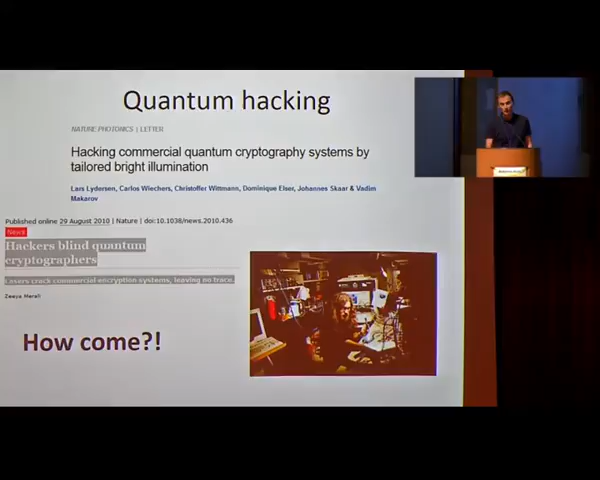 Quantum hacking
NATURE PHOTONICS | LETTER
Hacking commercial quantum cryptography systems by
tailored bright illumination
Lars Lydersen, Carlos Wiechers, Christoffer Wittmann, Dominique Elser, Johannes Skaar & Vadim
Makarov
Published online 29 August 2010 | Nature | doi:10.1038/news.2010.436
News
Hackers blind quantum
cryptographers
Lasers crack commercial encryption systems, leaving no trace.
Zeeya Merali
How come?!